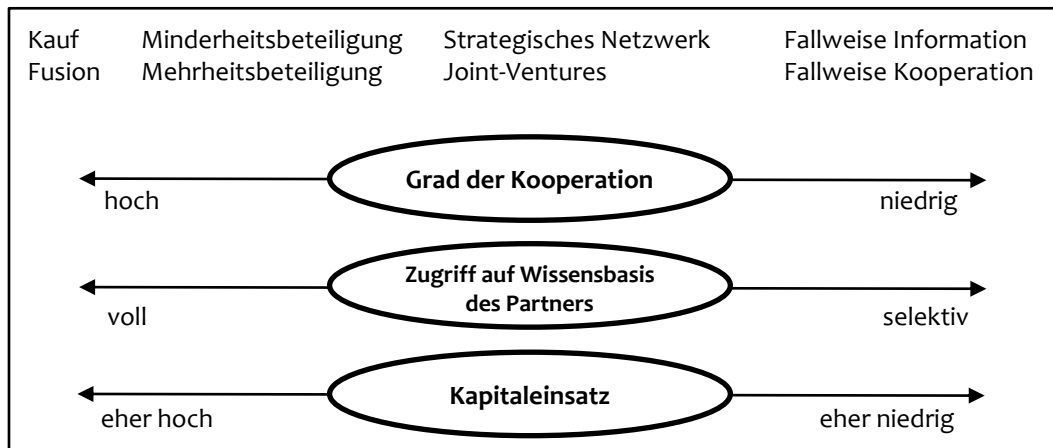 Kauf Minderheitsbeteiligung Strategisches Netzwerk Fallweise Information
Fusion Mehrheitsbeteiligung Joint-Ventures Fallweise Kooperation
Grad der Kooperation
hoch niedrig
Zugriff auf Wissensbasis
des Partners
voll selektiv
Kapitaleinsatz
eher hoch eher niedrig